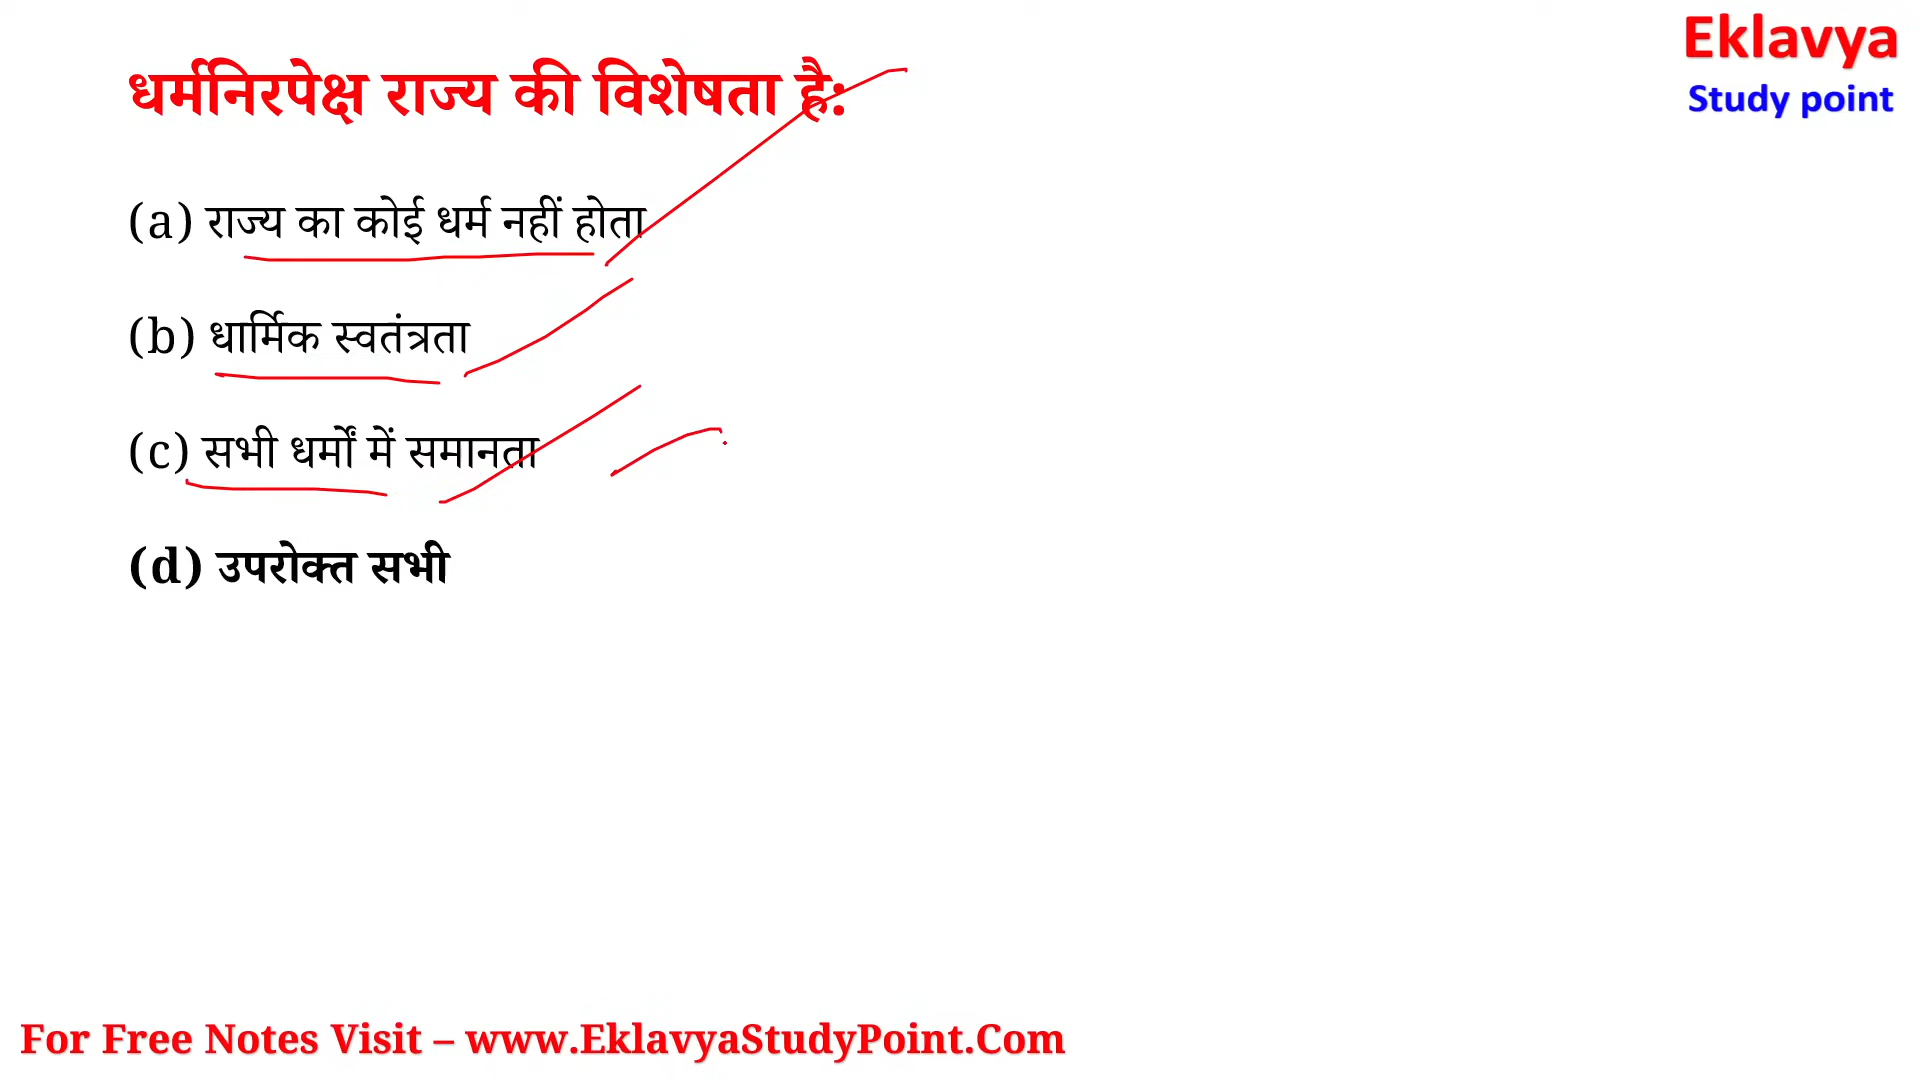 Eklavya
Study point
धर्मनिरपेक्ष राज्य की विशेषता है:
(a) राज्य का कोई धर्म नहीं होता
(b) धार्मिक स्वतंत्रता
(c) सभी धर्मों में समानता
(d) उपरोक्त सभी
For Free Notes Visit – www.EklavyaStudyPoint.Com